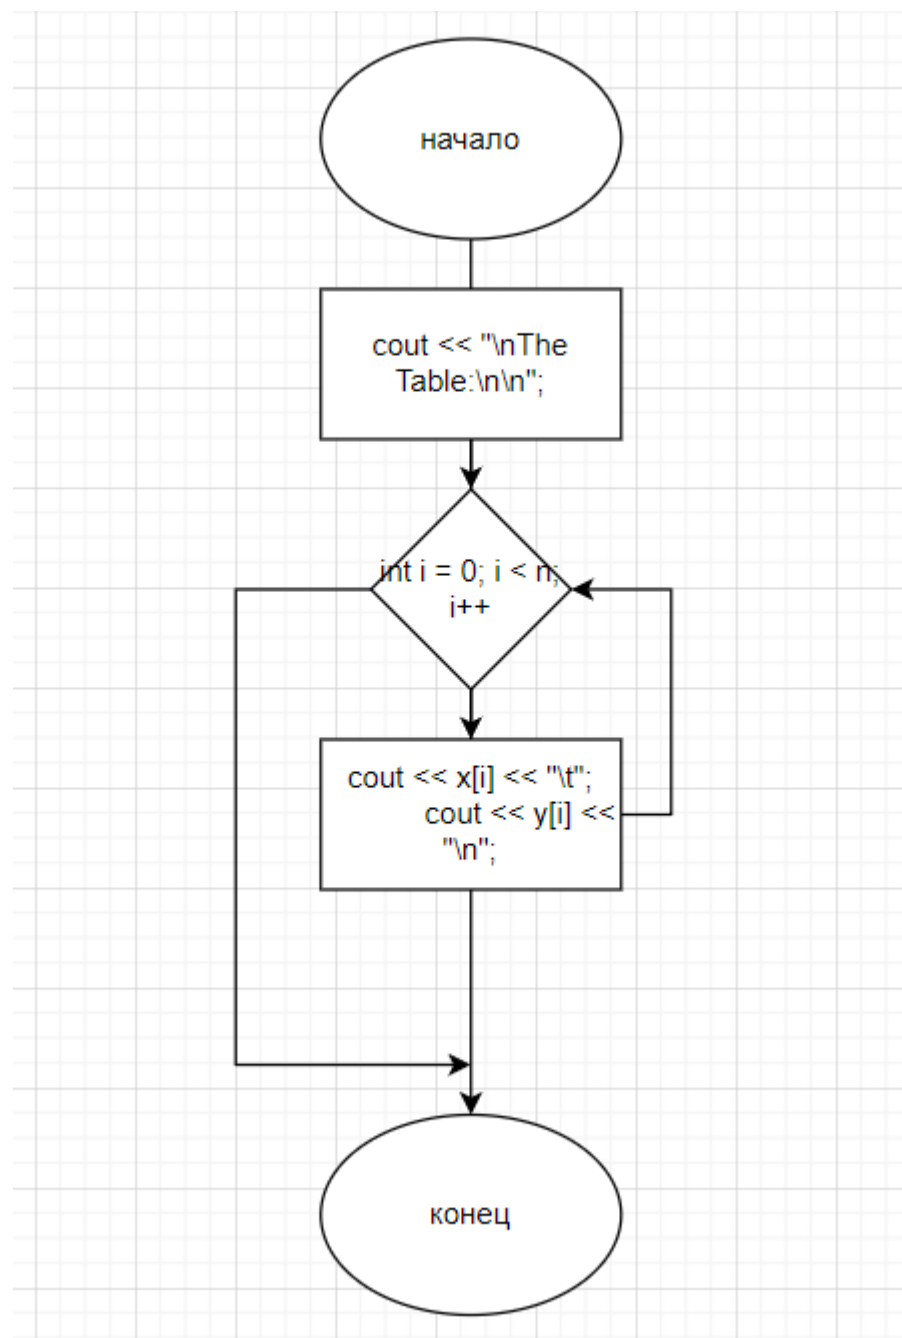 начало
cout << "\nThe
Table:\n\n";
int i = 0; i < n;
i++
cout << x[i] << "\t";
cout << y[i] <<
"\n";
конец